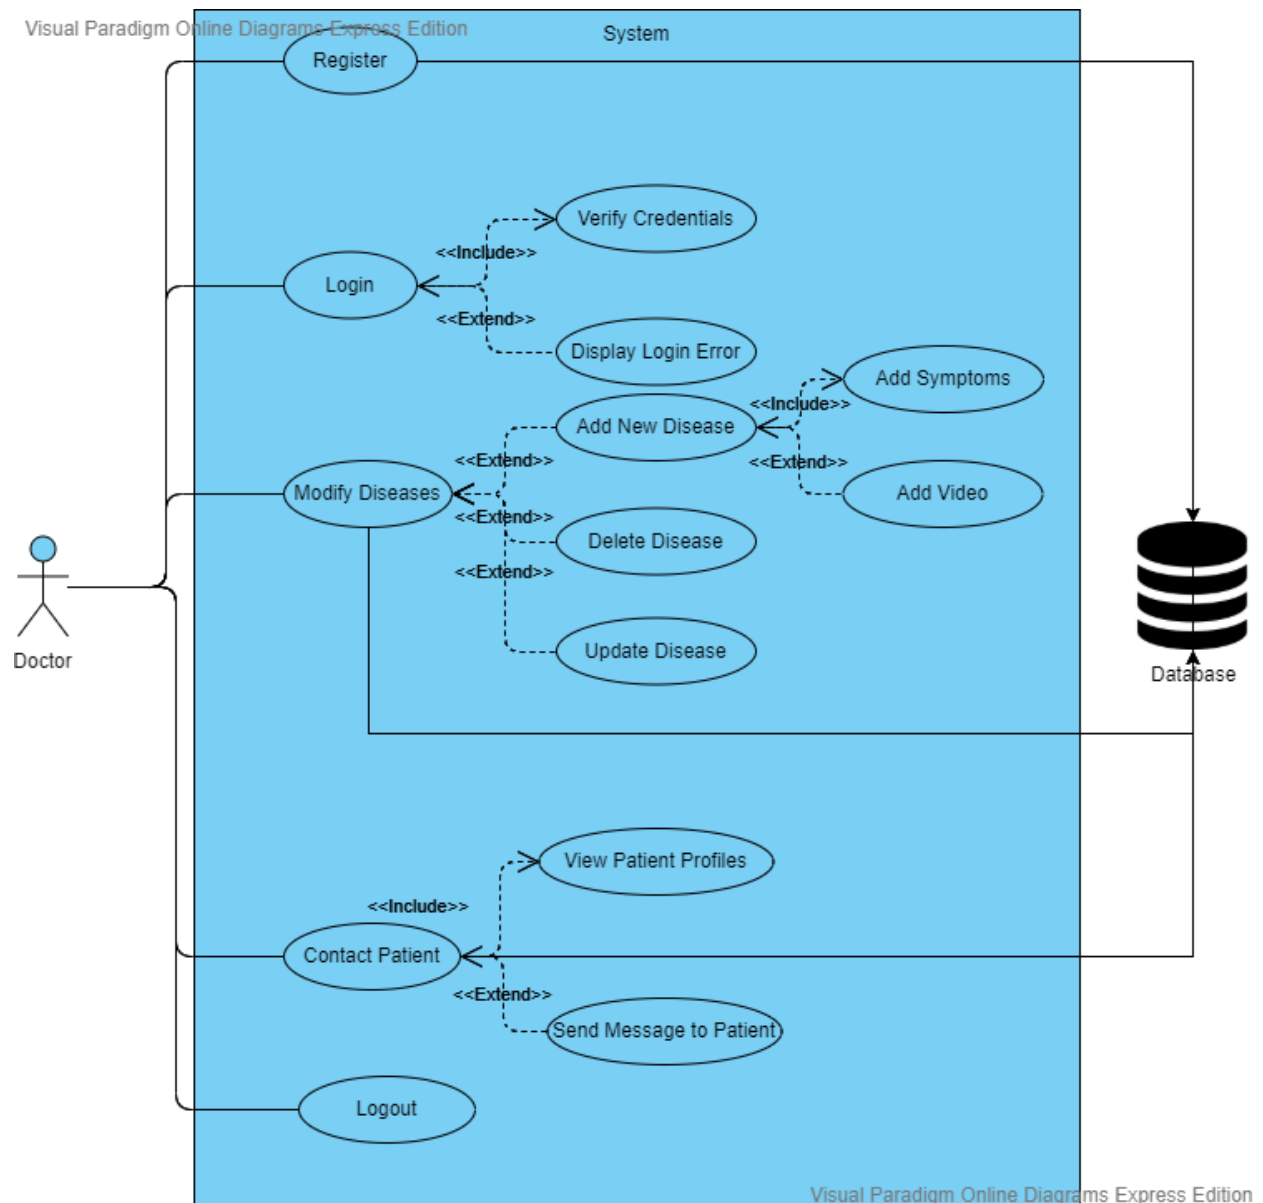 Visual Paradigm Online Diagrams Express Edition
System
Register
Verify Credentials
<<Include>>
Login
<<Extend>>
Display Login Error
Add Symptoms
<<Include>>
Add New Disease
<<Extend>>
<<Extend>>
Modify Diseases
Add Video
<<Extend>>
Delete Disease
<<Extend>>
Update Disease
Doctor
Database
View Patient Profiles
<<Include>>
Contact Patient
<<Extend>>
Send Message to Patient
Logout
Visual Paradigm Online Diagrams Express Edition